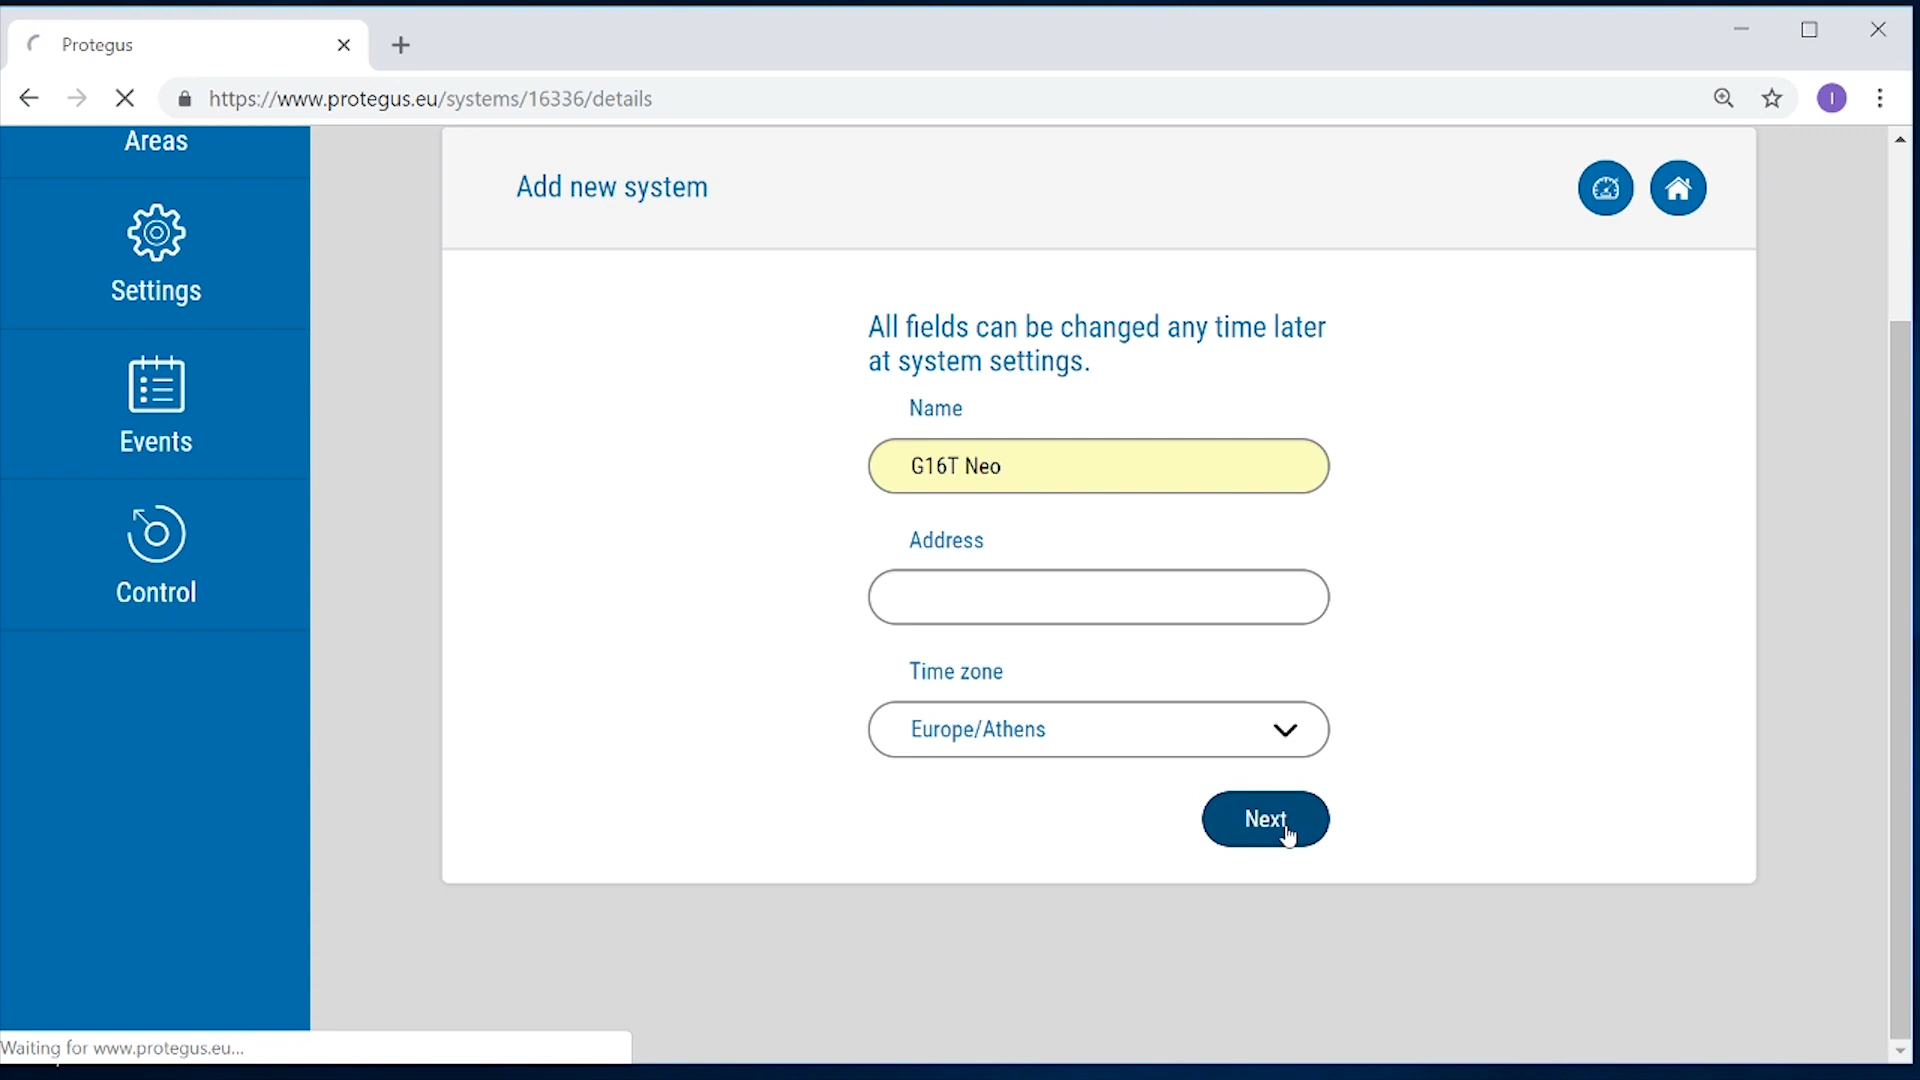 Protegus
https://www.protegus.eu/systems/16336/details
I
Areas
Settings
Events
Control
Add new system
All fields can be changed any time later
at system settings.
Name
G16T Neo
Address
Time zone
Europe/Athens
Next
Waiting for www.protegus.eu...